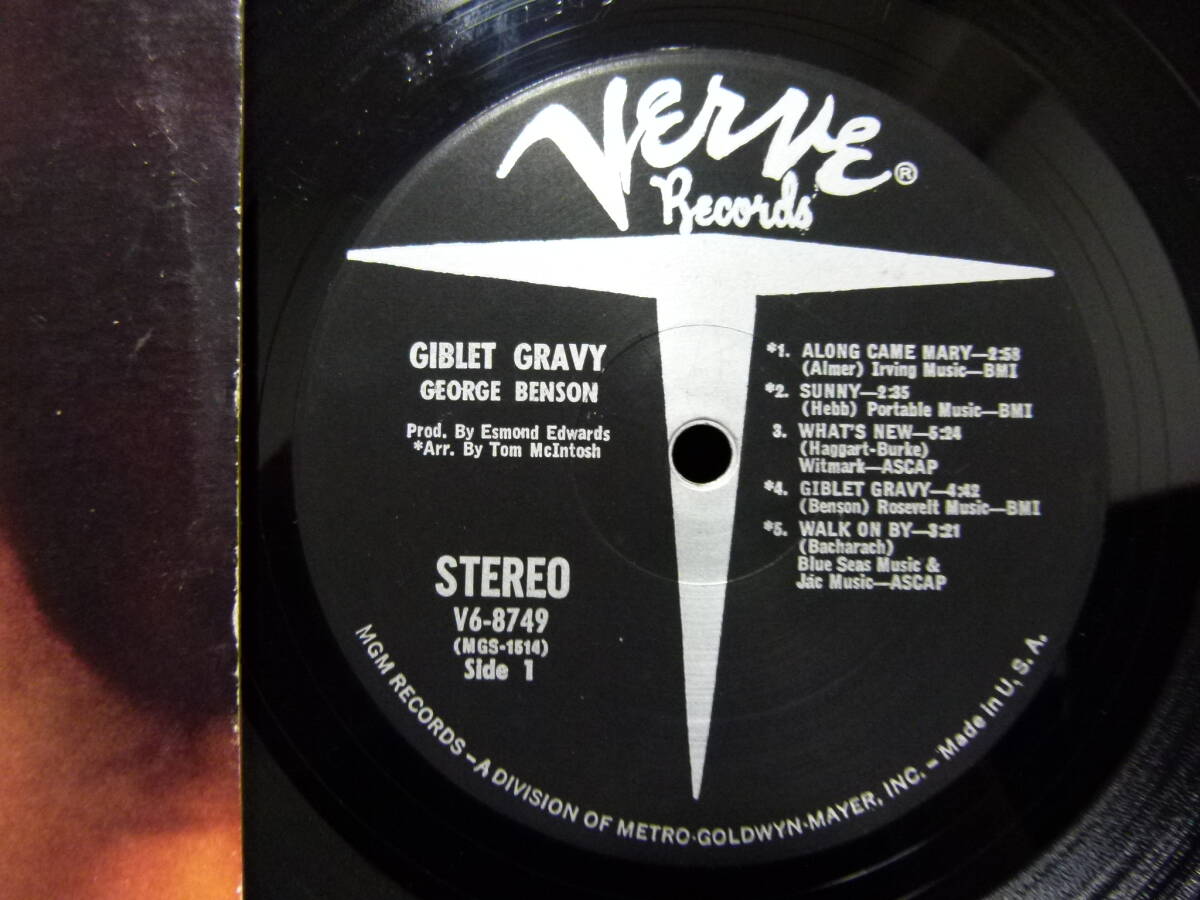 Verve®
Records
GIBLET GRAVY
GEORGE BENSON
Prod. By Esmond Edwards
*Arr. By Tom McIntosh
STEREO
V6-8749
(MGS-1514)
Side 1
*1. ALONG CAME MARY—2:58
(Almer) Irving Music—BMI
*2. SUNNY—2:35
(Hebb) Portable Music—BMI
3. WHAT'S NEW—5:24
(Haggart-Burke)
Witmark—ASCAP
*4. GIBLET GRAVY—4:42
(Benson) Rosevelt Music—BMI
*5. WALK ON BY—3:21
(Bacharach)
Blue Seas Music &
Jac Music—ASCAP
MGM RECORDS – A DIVISION OF METRO-GOLDWYN-MAYER, INC. – Made In U. S. A.